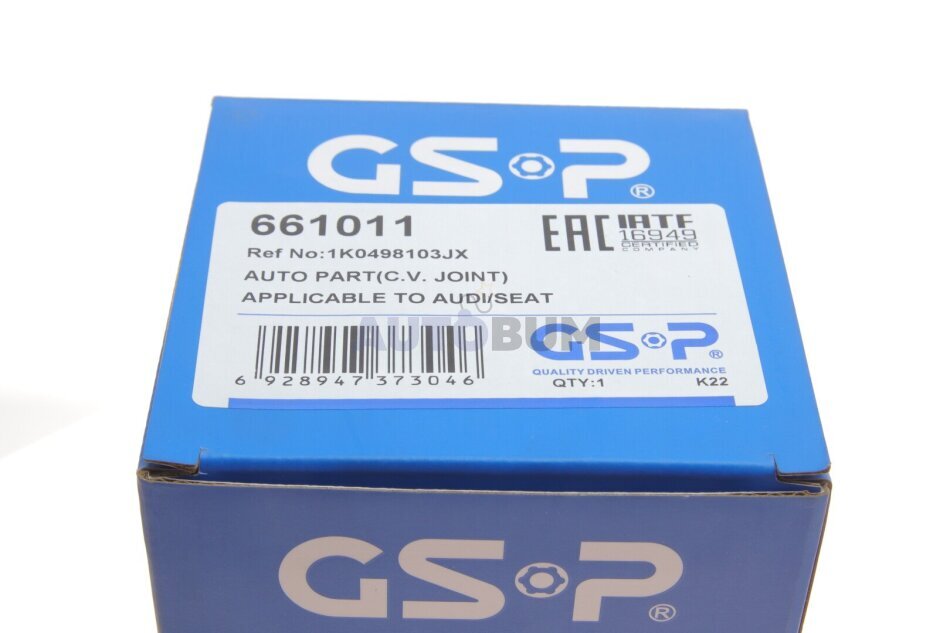 GSP®
661011
EAC IATF
16949
CERTIFIED
COMPANY
Ref No:1K0498103JX
AUTO PART(C.V. JOINT)
APPLICABLE TO AUDI/SEAT
AUTOBUM
GSP®
6 928947 373046
QUALITY DRIVEN PERFORMANCE
QTY:1 K22
GSP®